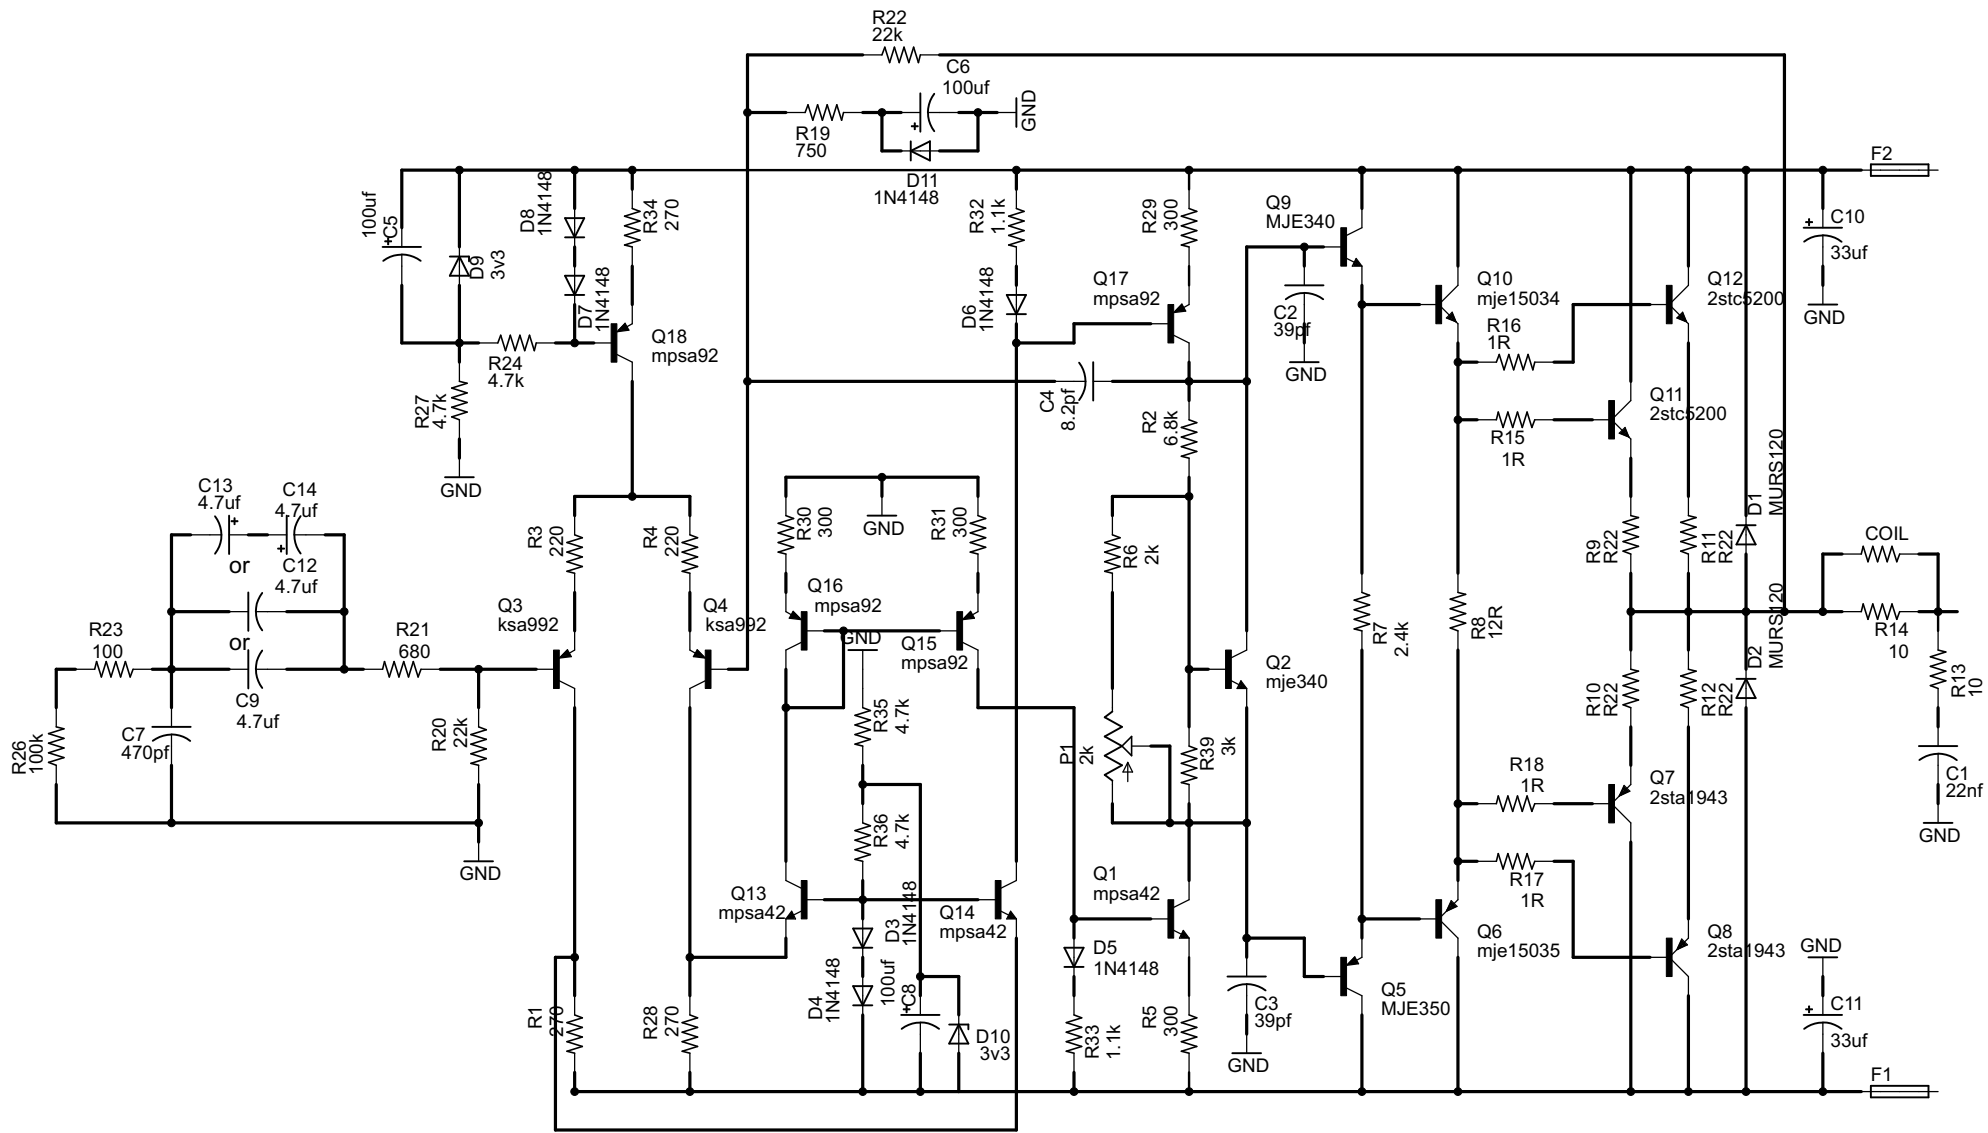 R22
22k
C6
100uf
GND
R19
750
D11
1N4148
F2
100uf
C5
D9
3v3
D8
1N4148
D7
1N4148
R34
270
R32
1.1k
D6
1N4148
R29
300
Q9
MJE340
C10
33uf
GND
Q17
mpsa92
C2
39pf
GND
Q10
mje15034
Q12
2stc5200
R16
1R
Q18
mpsa92
R24
4.7k
R27
4.7k
GND
C4
8.2pf
R2
6.8k
Q11
2stc5200
R15
1R
C13
4.7uf
C14
4.7uf
or
C12
4.7uf
or
C9
4.7uf
R3
220
R4
220
R30
300
GND
R31
300
R6
2k
R9
R22
R11
R22
D1
MURS120
COIL
R14
10
Q3
ksa992
Q4
ksa992
Q16
mpsa92
GND
Q15
mpsa92
R23
100
R21
680
Q2
mje340
R7
2.4k
R8
12R
R10
R22
R12
R22
D2
MURS120
R13
10
C1
22nf
GND
R26
100k
C7
470pf
R20
22k
GND
R35
4.7k
R36
4.7k
P1
2k
R39
3k
R18
1R
Q7
2sta1943
R17
1R
Q13
mpsa42
D3
1N4148
Q14
mpsa42
Q1
mpsa42
D5
1N4148
Q6
mje15035
Q8
2sta1943
GND
D4
1N4148
100uf
C8
D10
3v3
Q5
MJE350
C3
39pf
GND
C11
33uf
R1
270
R28
270
R33
1.1k
R5
300
F1